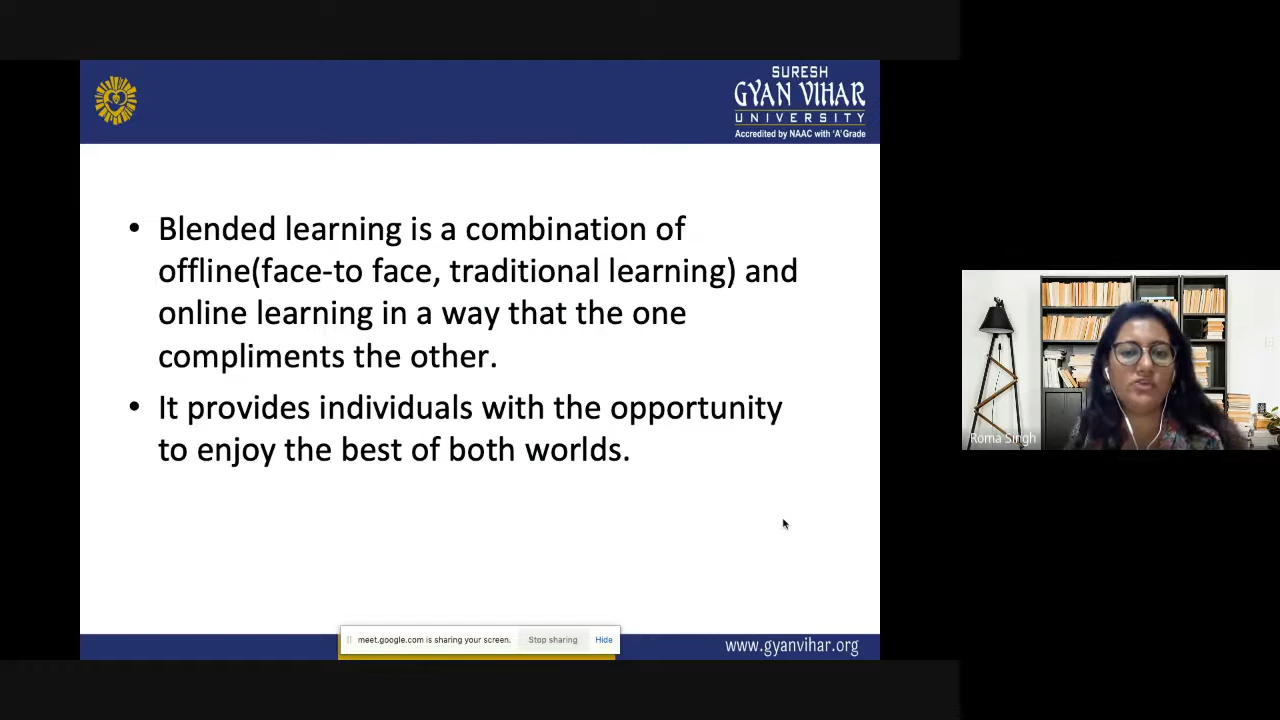 SURESH
GYAN VIHAR
UNIVERSITY
Accredited by NAAC with 'A' Grade
• Blended learning is a combination of
offline(face-to face, traditional learning) and
online learning in a way that the one
compliments the other.
• It provides individuals with the opportunity
to enjoy the best of both worlds.
Roma Singh
meet.google.com is sharing your screen. Stop sharing Hide
www.gyanvihar.org